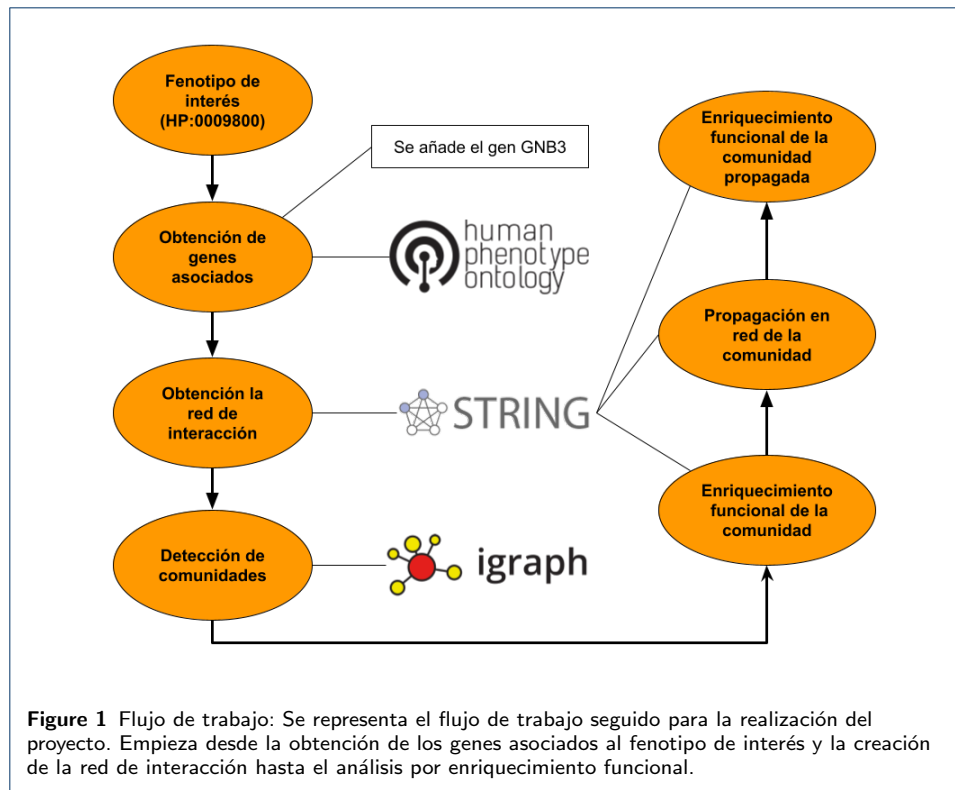 Fenotipo de
interés
(HP:0009800)
Se añade el gen GNB3
Obtención de
genes
asociados
human
phenotype
ontology
Obtención la
red de
interacción
STRING
Detección de
comunidades
igraph
Enriquecimiento
funcional de la
comunidad
propagada
Propagación en
red de la
comunidad
Enriquecimiento
funcional de la
comunidad
Figure 1 Flujo de trabajo: Se representa el flujo de trabajo seguido para la realización del
proyecto. Empieza desde la obtención de los genes asociados al fenotipo de interés y la creación
de la red de interacción hasta el análisis por enriquecimiento funcional.